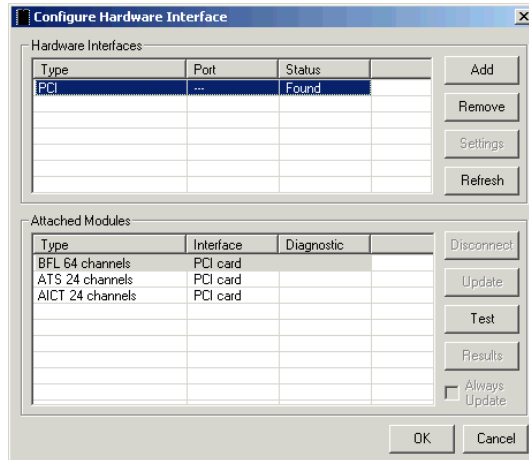 Configure Hardware Interface
Hardware Interfaces
Type Port Status
PCI --- Found
Add
Remove
Settings
Refresh
Attached Modules
Type Interface Diagnostic
BFL 64 channels PCI card
ATS 24 channels PCI card
AICT 24 channels PCI card
Disconnect
Update
Test
Results
Always
Update
OK Cancel